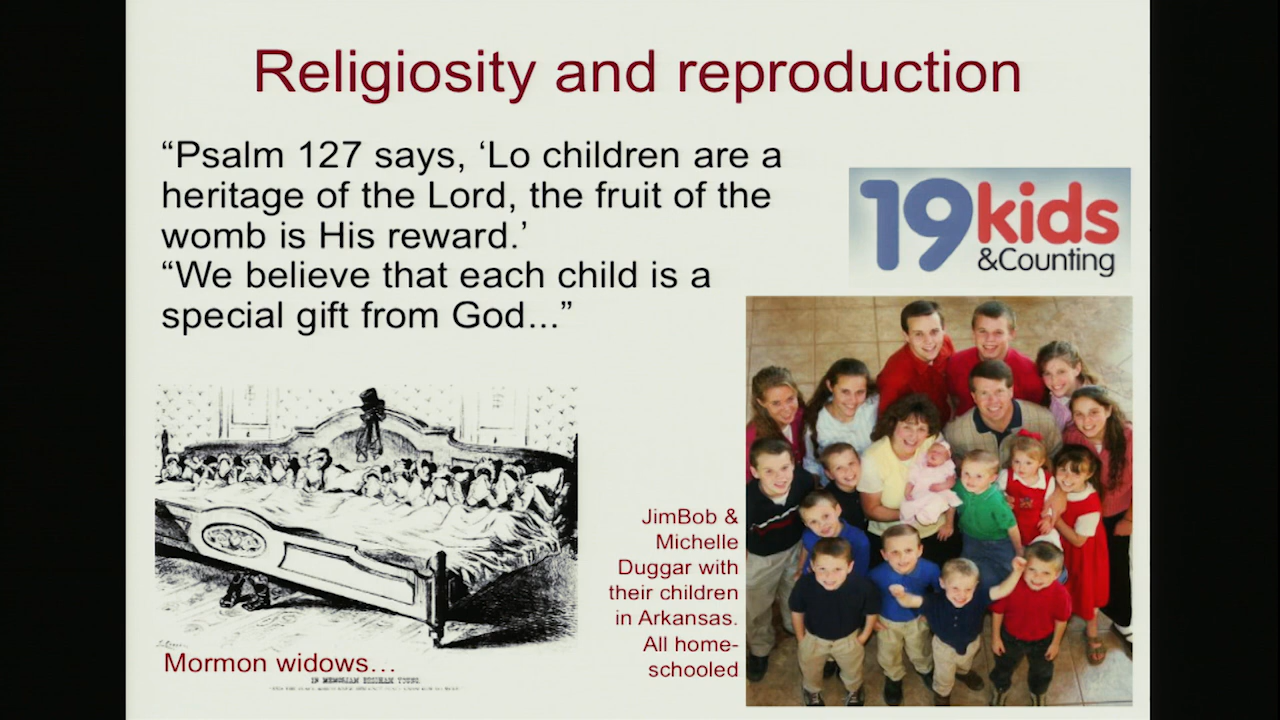 Religiosity and reproduction
“Psalm 127 says, ‘Lo children are a
heritage of the Lord, the fruit of the
womb is His reward.’
“We believe that each child is a
special gift from God...”
19 kids
&Counting
JimBob &
Michelle
Duggar with
their children
in Arkansas.
All home-
schooled
Mormon widows…
IN MEMORIAM BRIGHAM YOUNG.